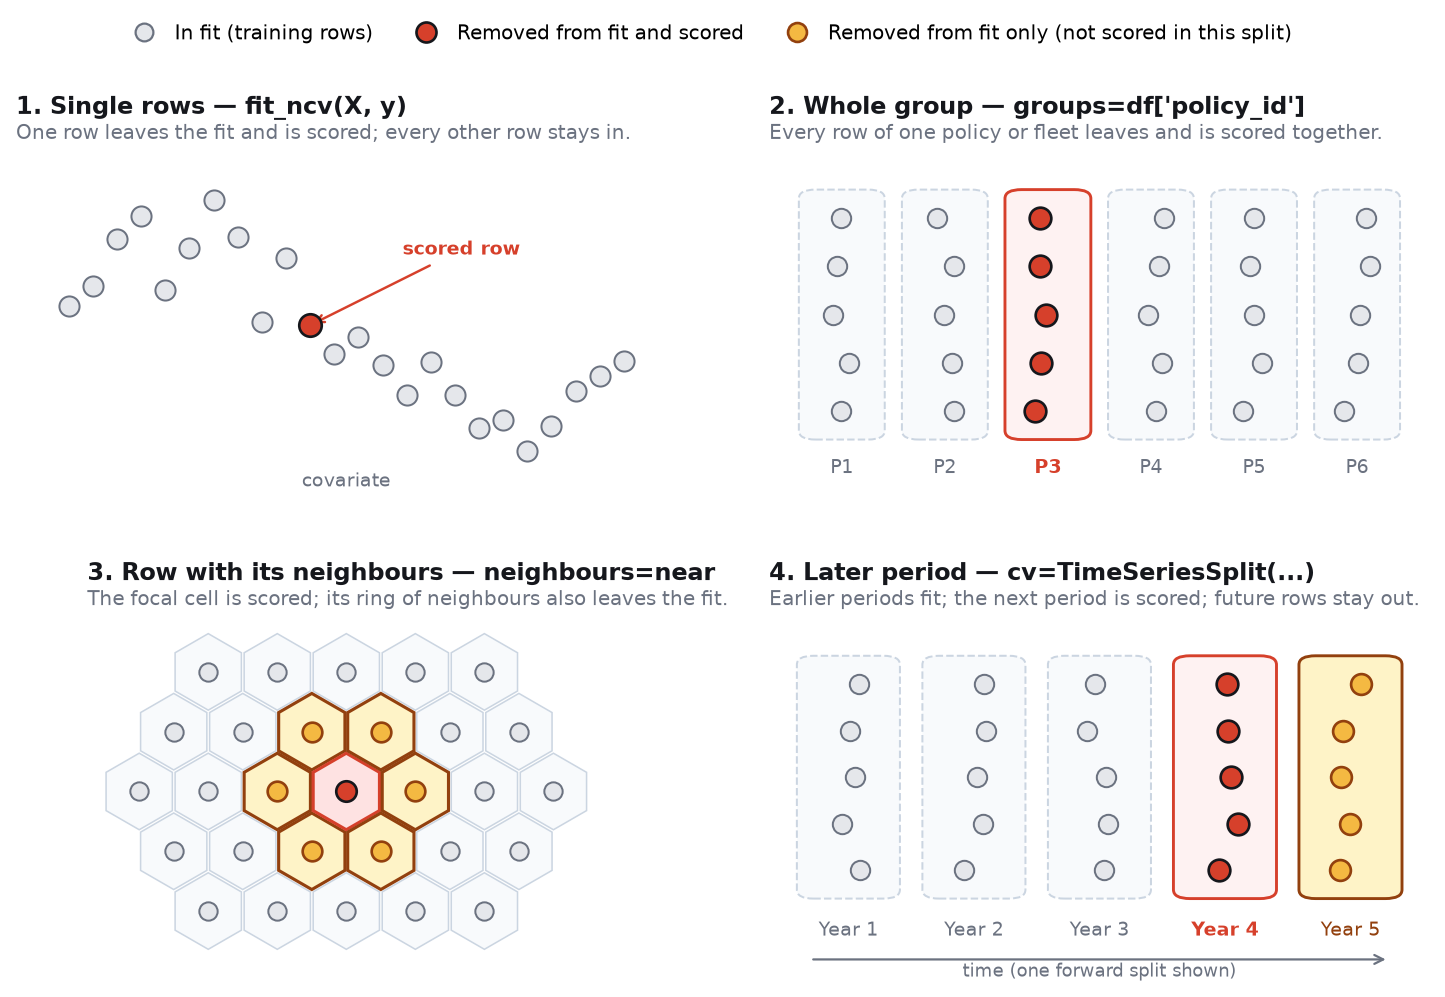 In fit (training rows)
Removed from fit and scored
Removed from fit only (not scored in this split)
1. Single rows — fit_ncv(X, y)
One row leaves the fit and is scored; every other row stays in.
scored row
covariate
2. Whole group — groups=df['policy_id']
Every row of one policy or fleet leaves and is scored together.
P1
P2
P3
P4
P5
P6
3. Row with its neighbours — neighbours=near
The focal cell is scored; its ring of neighbours also leaves the fit.
4. Later period — cv=TimeSeriesSplit(...)
Earlier periods fit; the next period is scored; future rows stay out.
Year 1
Year 2
Year 3
Year 4
Year 5
time (one forward split shown)